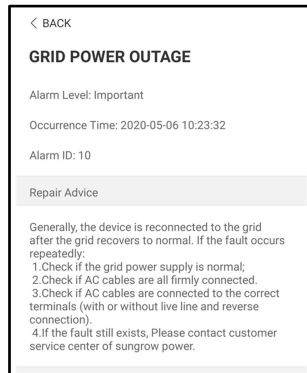 < BACK
GRID POWER OUTAGE
Alarm Level: Important
Occurrence Time: 2020-05-06 10:23:32
Alarm ID: 10
Repair Advice
Generally, the device is reconnected to the grid
after the grid recovers to normal. If the fault occurs
repeatedly:
1.Check if the grid power supply is normal;
2.Check if AC cables are all firmly connected.
3.Check if AC cables are connected to the correct
terminals (with or without live line and reverse
connection).
4.If the fault still exists, Please contact customer
service center of sungrow power.